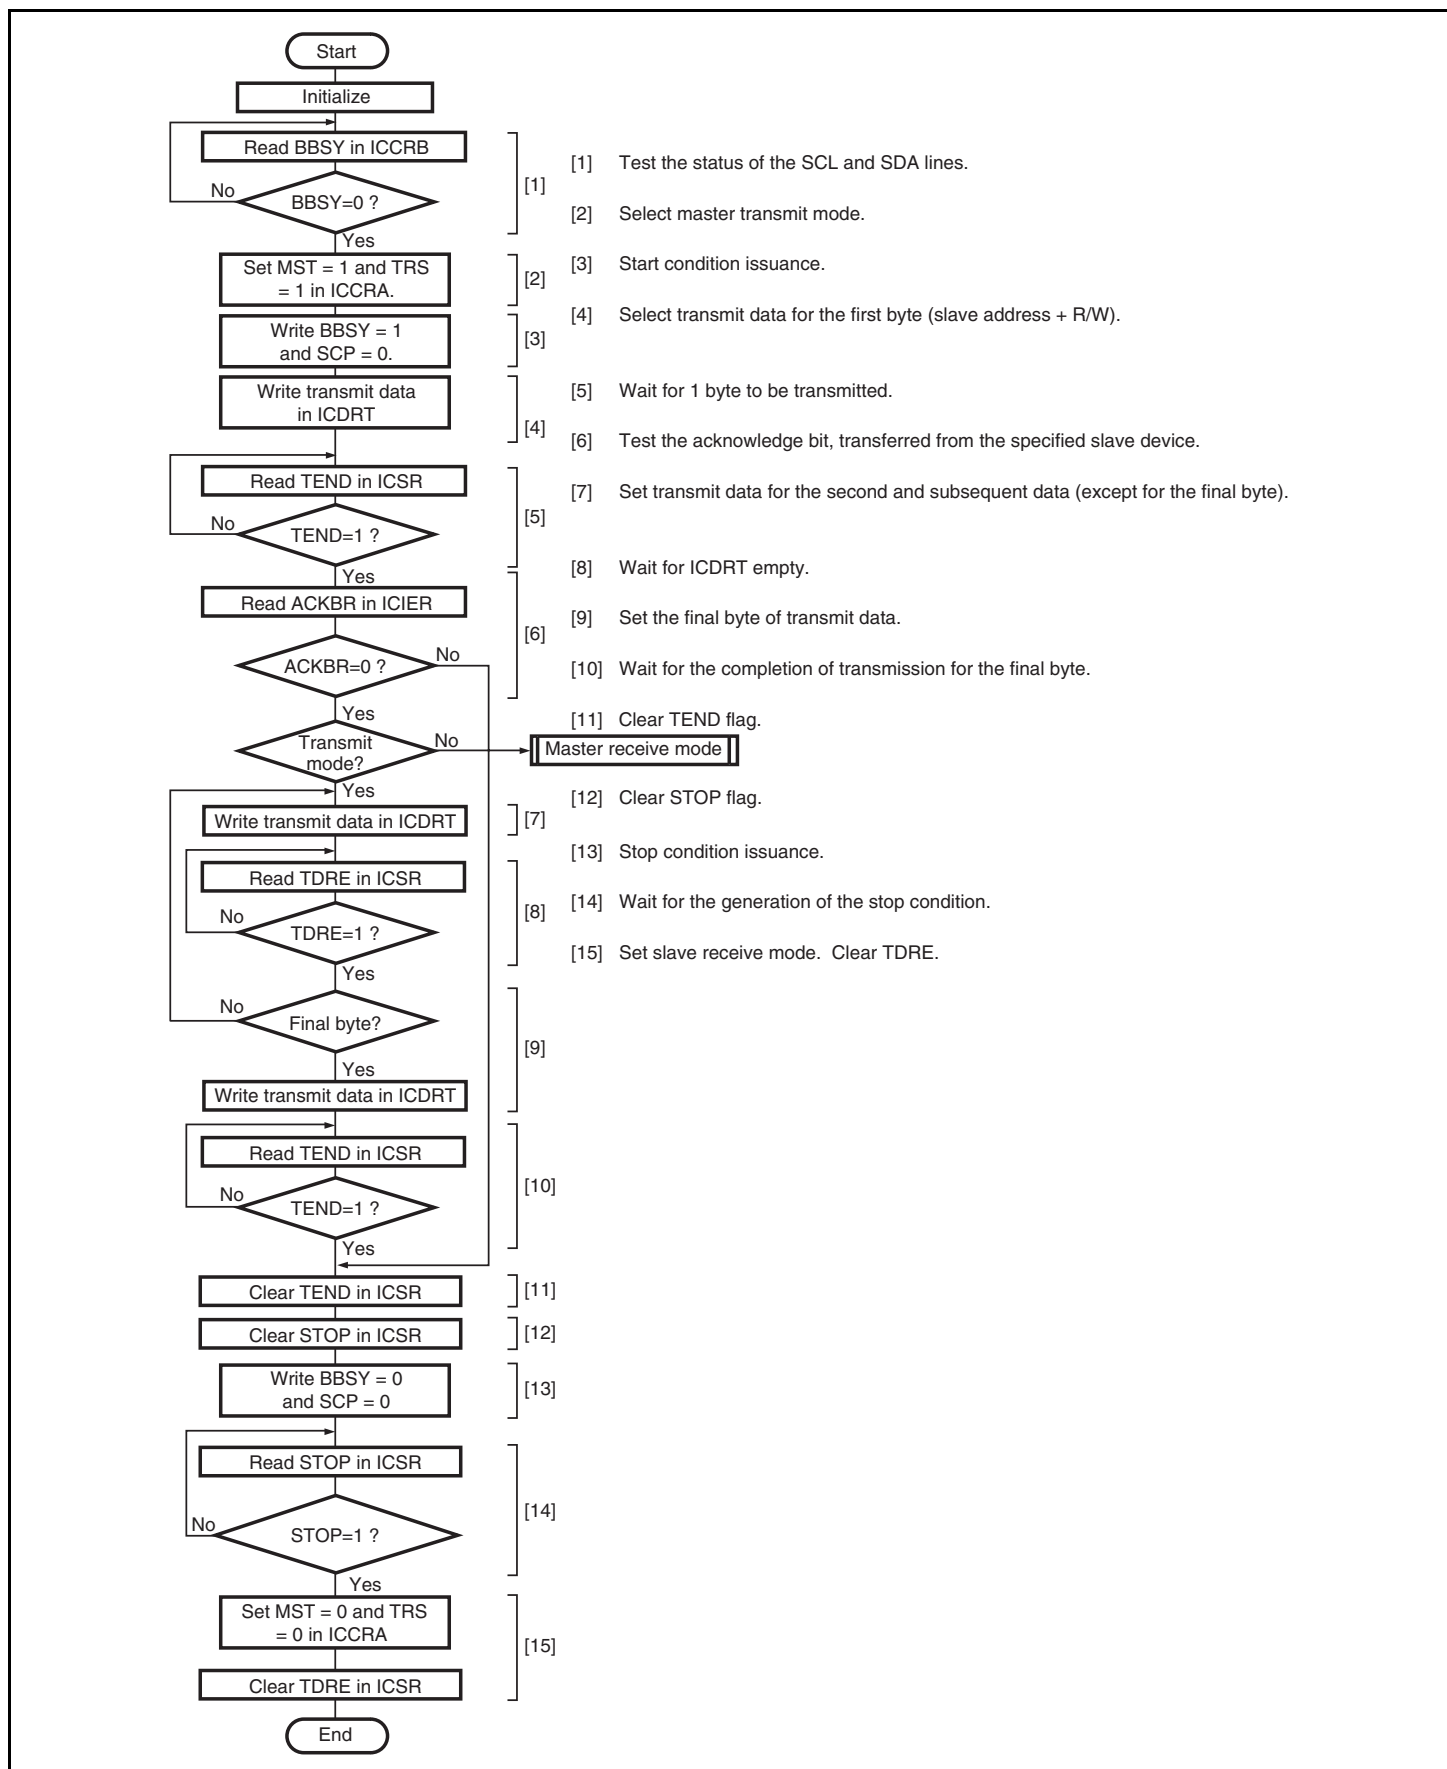 Start
Initialize
Read BBSY in ICCRB
No
BBSY=0 ?
[1]
Yes
Set MST = 1 and TRS
= 1 in ICCRA.
[2]
Write BBSY = 1
and SCP = 0.
[3]
Write transmit data
in ICDRT
[4]
Read TEND in ICSR
No
TEND=1 ?
[5]
Yes
Read ACKBR in ICIER
[6]
ACKBR=0 ?
No
Yes
Transmit
mode?
No
Master receive mode
Yes
Write transmit data in ICDRT
[7]
Read TDRE in ICSR
No
TDRE=1 ?
[8]
Yes
No
Final byte?
[9]
Yes
Write transmit data in ICDRT
Read TEND in ICSR
No
TEND=1 ?
[10]
Yes
Clear TEND in ICSR
[11]
Clear STOP in ICSR
[12]
Write BBSY = 0
and SCP = 0
[13]
Read STOP in ICSR
No
STOP=1 ?
[14]
Yes
Set MST = 0 and TRS
= 0 in ICCRA
[15]
Clear TDRE in ICSR
End
[1] Test the status of the SCL and SDA lines.
[2] Select master transmit mode.
[3] Start condition issuance.
[4] Select transmit data for the first byte (slave address + R/W).
[5] Wait for 1 byte to be transmitted.
[6] Test the acknowledge bit, transferred from the specified slave device.
[7] Set transmit data for the second and subsequent data (except for the final byte).
[8] Wait for ICDRT empty.
[9] Set the final byte of transmit data.
[10] Wait for the completion of transmission for the final byte.
[11] Clear TEND flag.
[12] Clear STOP flag.
[13] Stop condition issuance.
[14] Wait for the generation of the stop condition.
[15] Set slave receive mode. Clear TDRE.